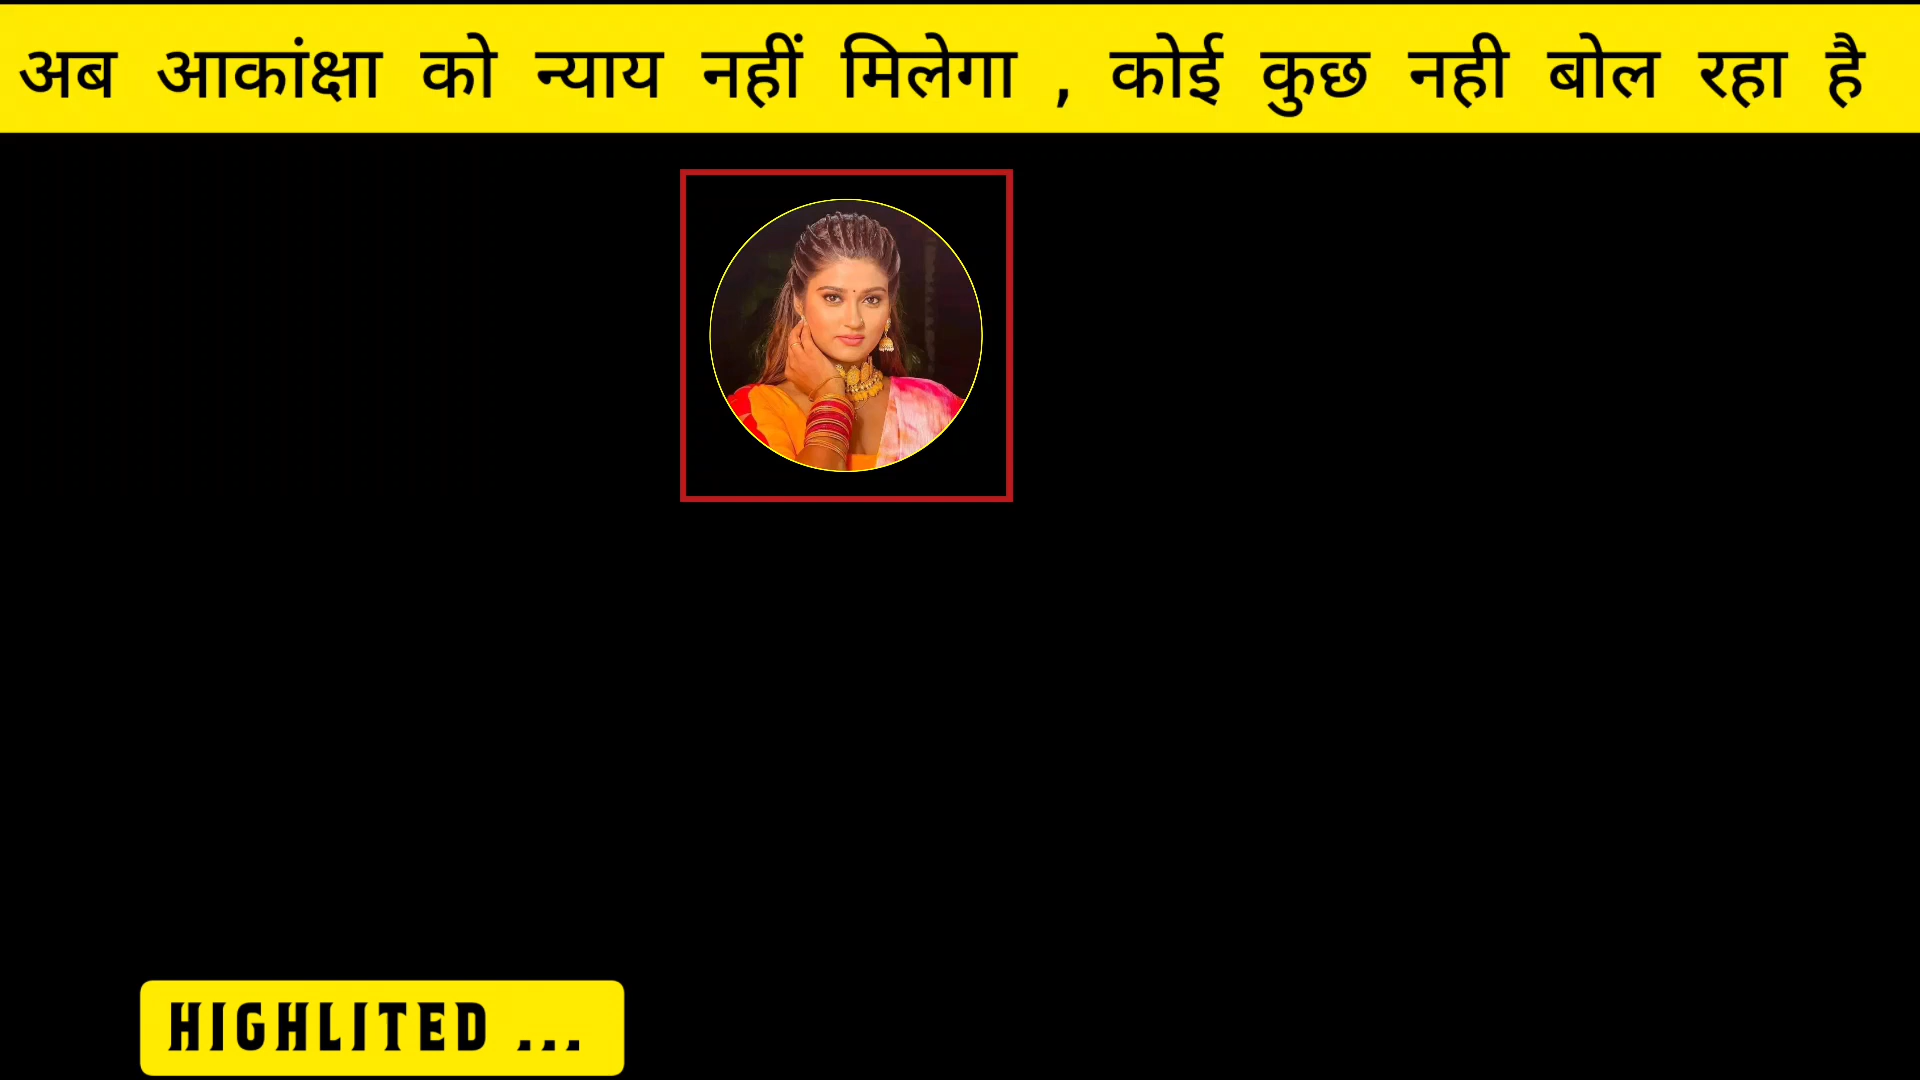 अब आकांक्षा को न्याय नहीं मिलेगा , कोई कुछ नही बोल रहा है
HIGHLITED ...